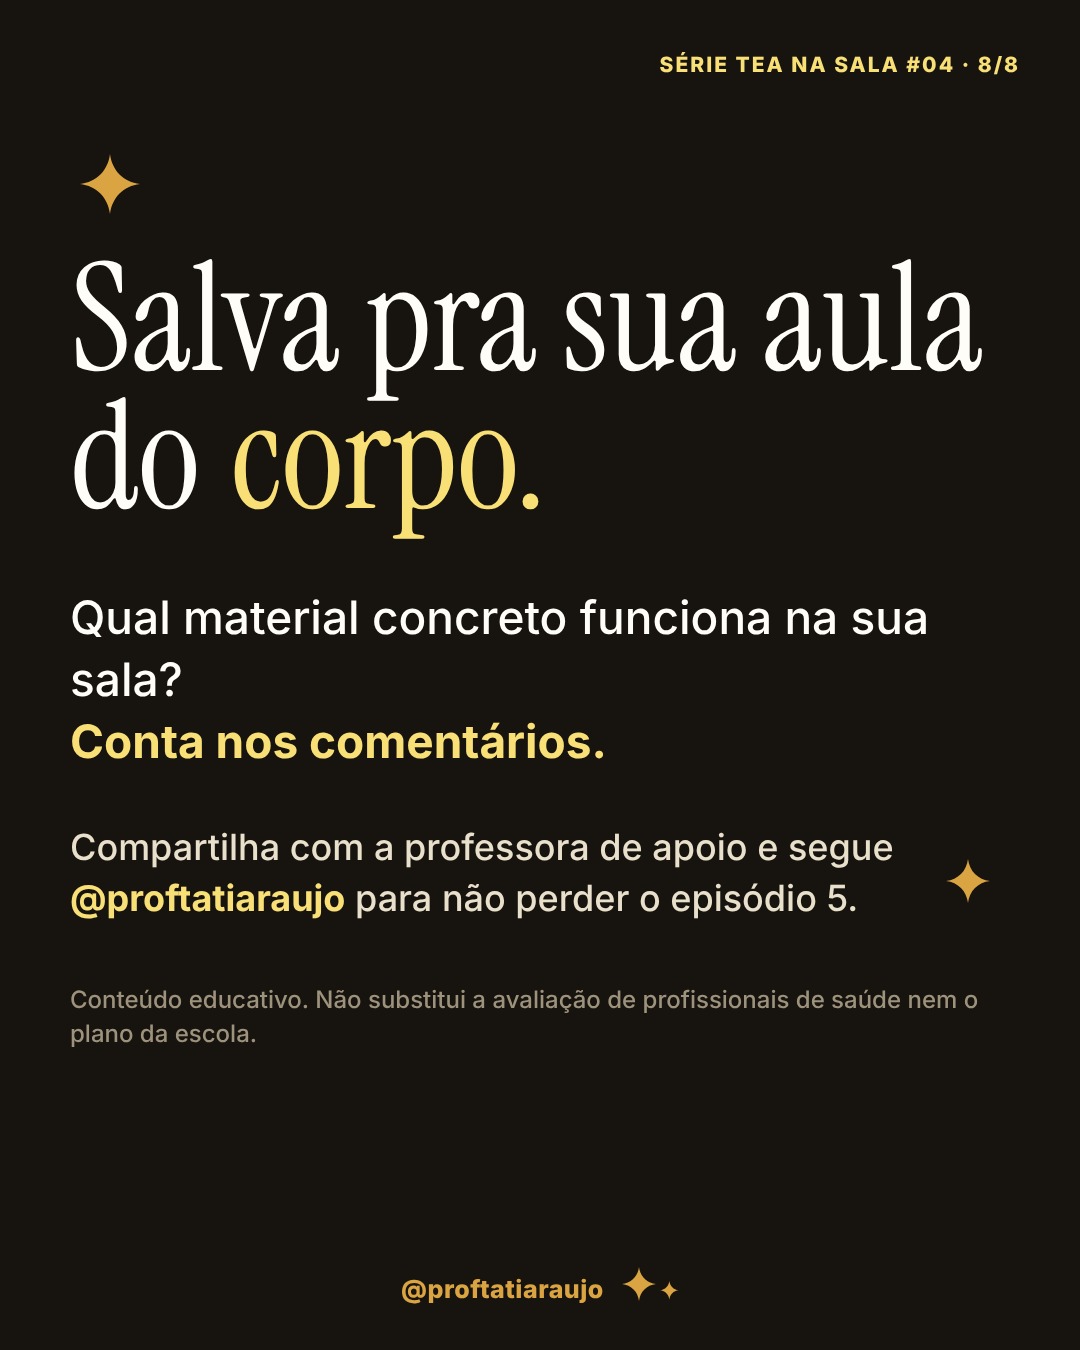 SÉRIE TEA NA SALA #04 · 8/8
Salva pra sua aula
do corpo.
Qual material concreto funciona na sua
sala?
Conta nos comentários.
Compartilha com a professora de apoio e segue
@proftatiaraujo para não perder o episódio 5.
Conteúdo educativo. Não substitui a avaliação de profissionais de saúde nem o
plano da escola.
@proftatiaraujo